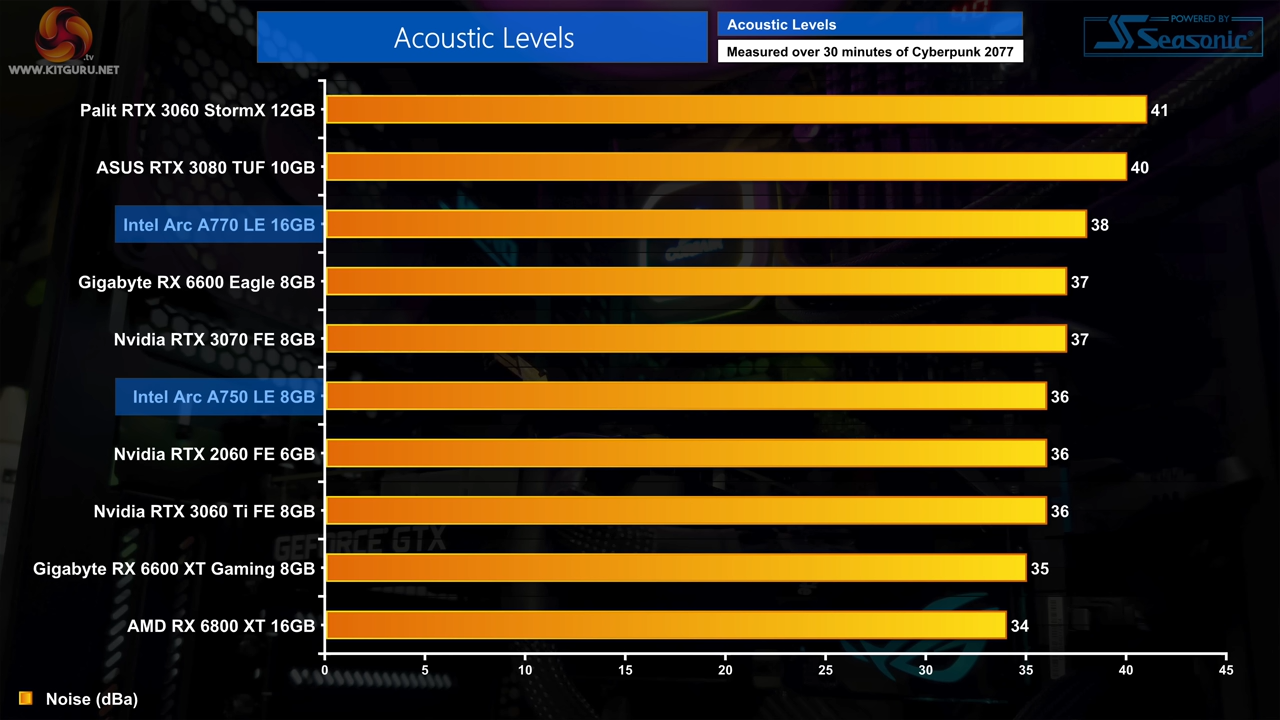 .tv
WWW.KITGURU.NET
Acoustic Levels
Acoustic Levels
Measured over 30 minutes of Cyberpunk 2077
POWERED BY
Seasonic
Palit RTX 3060 StormX 12GB 41
ASUS RTX 3080 TUF 10GB 40
Intel Arc A770 LE 16GB 38
Gigabyte RX 6600 Eagle 8GB 37
Nvidia RTX 3070 FE 8GB 37
Intel Arc A750 LE 8GB 36
Nvidia RTX 2060 FE 6GB 36
Nvidia RTX 3060 Ti FE 8GB 36
GEFORCE GTX
Gigabyte RX 6600 XT Gaming 8GB 35
AMD RX 6800 XT 16GB 34
0 5 10 15 20 25 30 35 40 45
Noise (dBa)